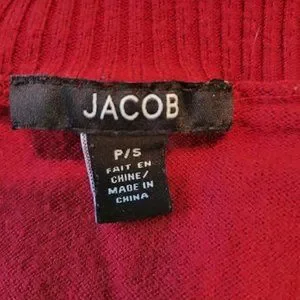 JACOB
P/S
FAIT EN
CHINE/
MADE IN
CHINA